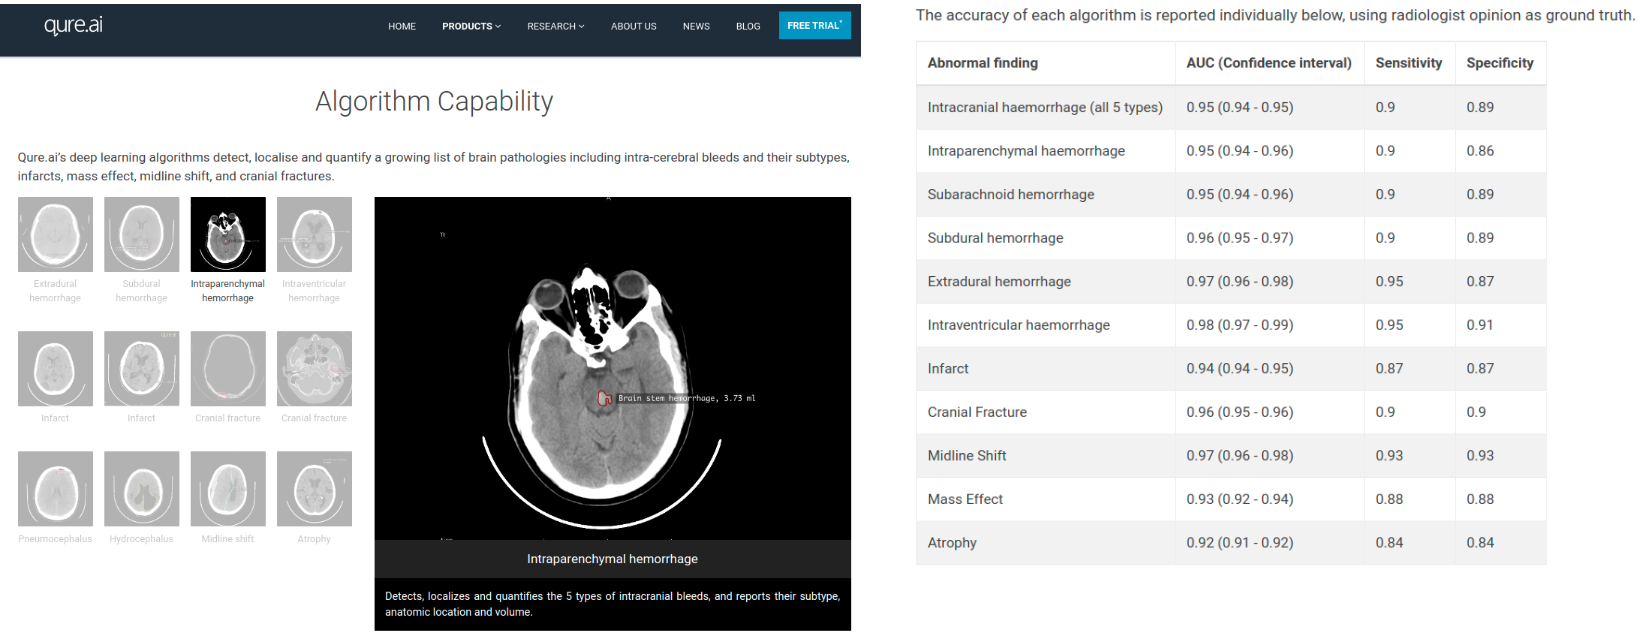 qure.ai
HOME PRODUCTS RESEARCH ABOUT US NEWS BLOG FREE TRIAL*
Algorithm Capability
Qure.ai's deep learning algorithms detect, localise and quantify a growing list of brain pathologies including intra-cerebral bleeds and their subtypes,
infarcts, mass effect, midline shift, and cranial fractures.
Extradural hemorrhage
Subdural hemorrhage
Intraparenchymal hemorrhage
Intraventricular hemorrhage
Infarct
Infarct
Cranial fracture
Cranial fracture
Pneumocephalus
Hydrocephalus
Midline shift
Atrophy
Brain stem hemorrhage, 3.73 ml
Intraparenchymal hemorrhage
Detects, localizes and quantifies the 5 types of intracranial bleeds, and reports their subtype,
anatomic location and volume.
The accuracy of each algorithm is reported individually below, using radiologist opinion as ground truth.
Abnormal finding AUC (Confidence interval) Sensitivity Specificity
Intracranial haemorrhage (all 5 types) 0.95 (0.94 - 0.95) 0.9 0.89
Intraparenchymal haemorrhage 0.95 (0.94 - 0.96) 0.9 0.86
Subarachnoid hemorrhage 0.95 (0.94 - 0.96) 0.9 0.89
Subdural hemorrhage 0.96 (0.95 - 0.97) 0.9 0.89
Extradural hemorrhage 0.97 (0.96 - 0.98) 0.95 0.87
Intraventricular haemorrhage 0.98 (0.97 - 0.99) 0.95 0.91
Infarct 0.94 (0.94 - 0.95) 0.87 0.87
Cranial Fracture 0.96 (0.95 - 0.96) 0.9 0.9
Midline Shift 0.97 (0.96 - 0.98) 0.93 0.93
Mass Effect 0.93 (0.92 - 0.94) 0.88 0.88
Atrophy 0.92 (0.91 - 0.92) 0.84 0.84